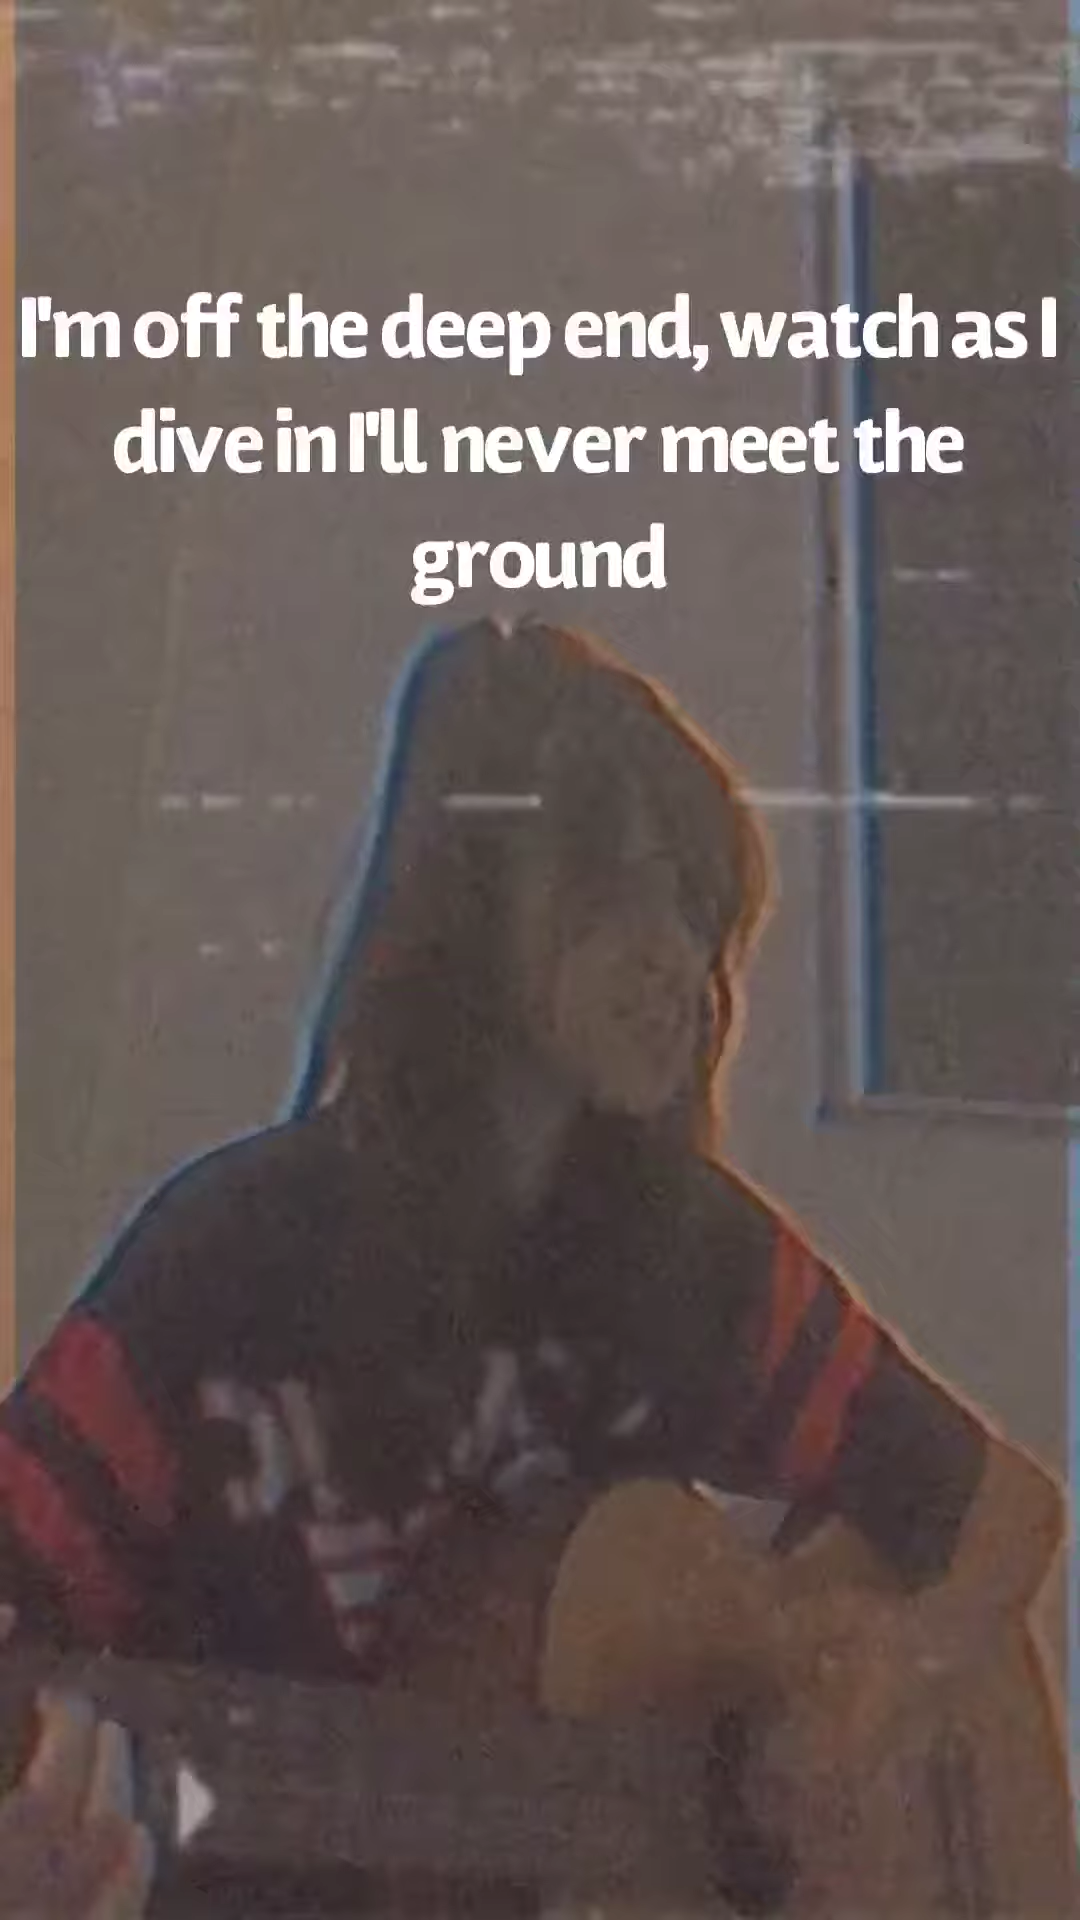 I'm off the deep end, watch as I
dive in I'll never meet the
ground